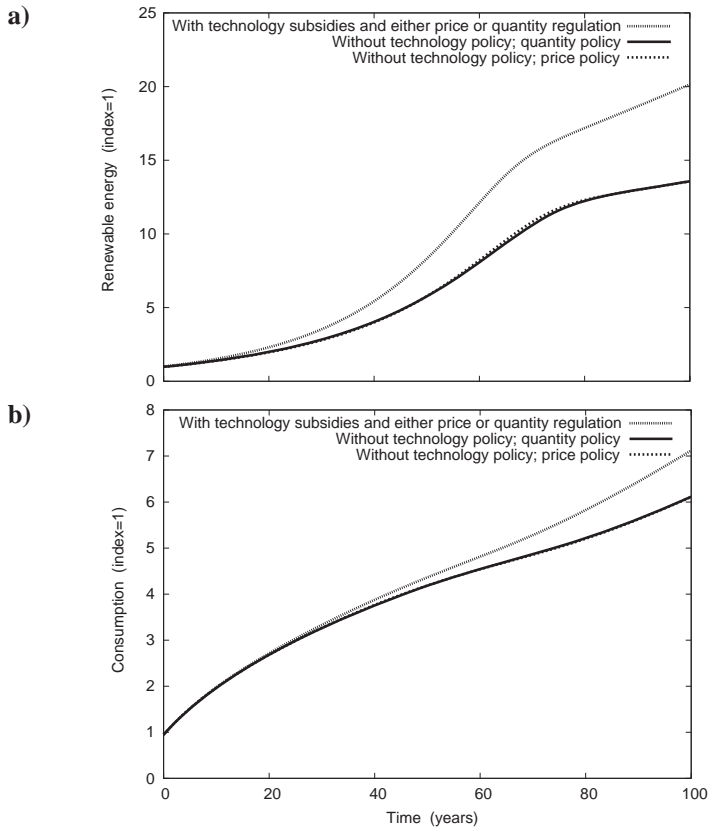 a)
With technology subsidies and either price or quantity regulation
Without technology policy; quantity policy
Without technology policy; price policy
Renewable energy (index=1)
25
20
15
10
5
0
b)
With technology subsidies and either price or quantity regulation
Without technology policy; quantity policy
Without technology policy; price policy
Consumption (index=1)
8
7
6
5
4
3
2
1
0
0 20 40 60 80 100
Time (years)